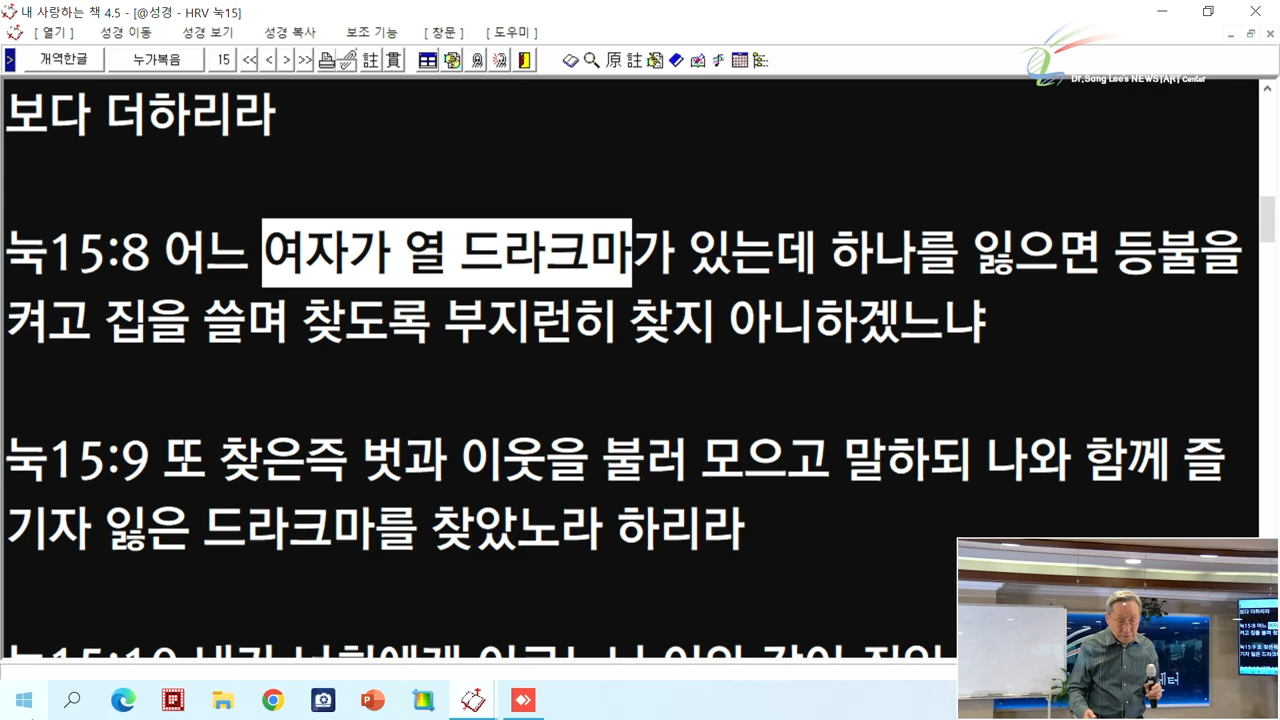 내 사랑하는 책 4.5 - [@성경 - HRV 눅15]
[ 열기 ] 성경 이동 성경 보기 성경 복사 보조 기능 [ 창문 ] [ 도우미 ]
개역한글 누가복음 15 << < > >> 註 貫 原 註
Dr.Sang Lee's NEWSTART Center
보다 더하리라
눅15:8 어느 여자가 열 드라크마가 있는데 하나를 잃으면 등불을
켜고 집을 쓸며 찾도록 부지런히 찾지 아니하겠느냐
눅15:9 또 찾은즉 벗과 이웃을 불러 모으고 말하되 나와 함께 즐
기자 잃은 드라크마를 찾았노라 하리라